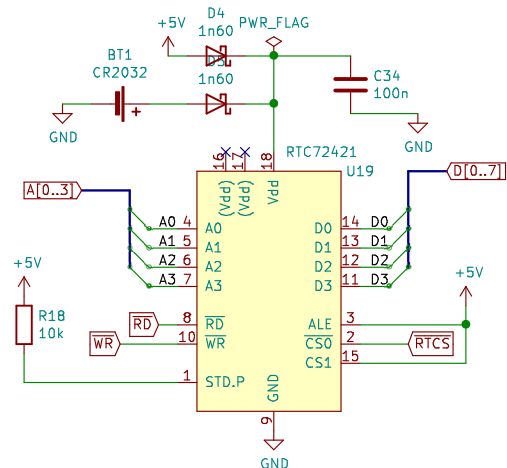 D4
+5V
1n60
PWR_FLAG
BT1
CR2032
1n60
C34
100n
+
GND
GND
16
17
18
RTC72421
U19
(Vdd)
(Vdd)
Vdd
A[0..3]
D[0..7]
A0 4 A0
D0 14 D0
A1 5 A1
D1 13 D1
A2 6 A2
D2 12 D2
A3 7 A3
D3 11 D3
+5V
+5V
R18
10k
RD 8 RD
ALE 3
WR 10 WR
CS0 2 RTCS
CS1 15
1 STD.P
GND
9
GND